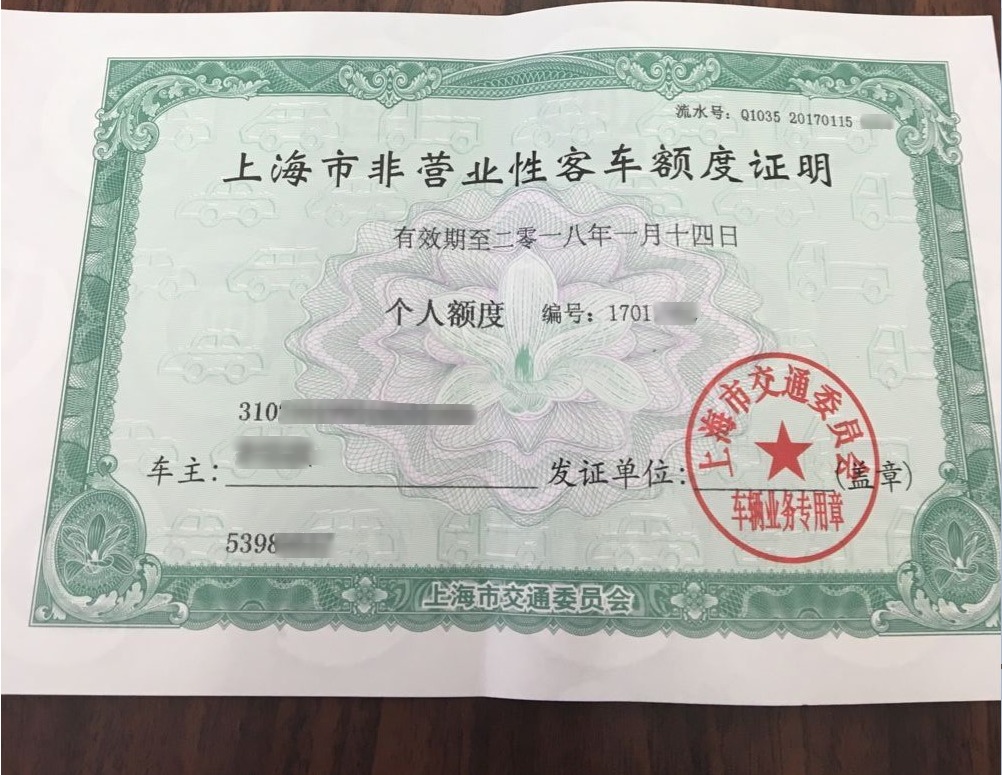 流水号：Q1035 20170115
上海市非营业性客车额度证明
有效期至二零一八年一月十四日
个人额度 编号：1701
310
车主： 发证单位： (盖章)
上海市交通委员会
车辆业务专用章
5398
上海市交通委员会